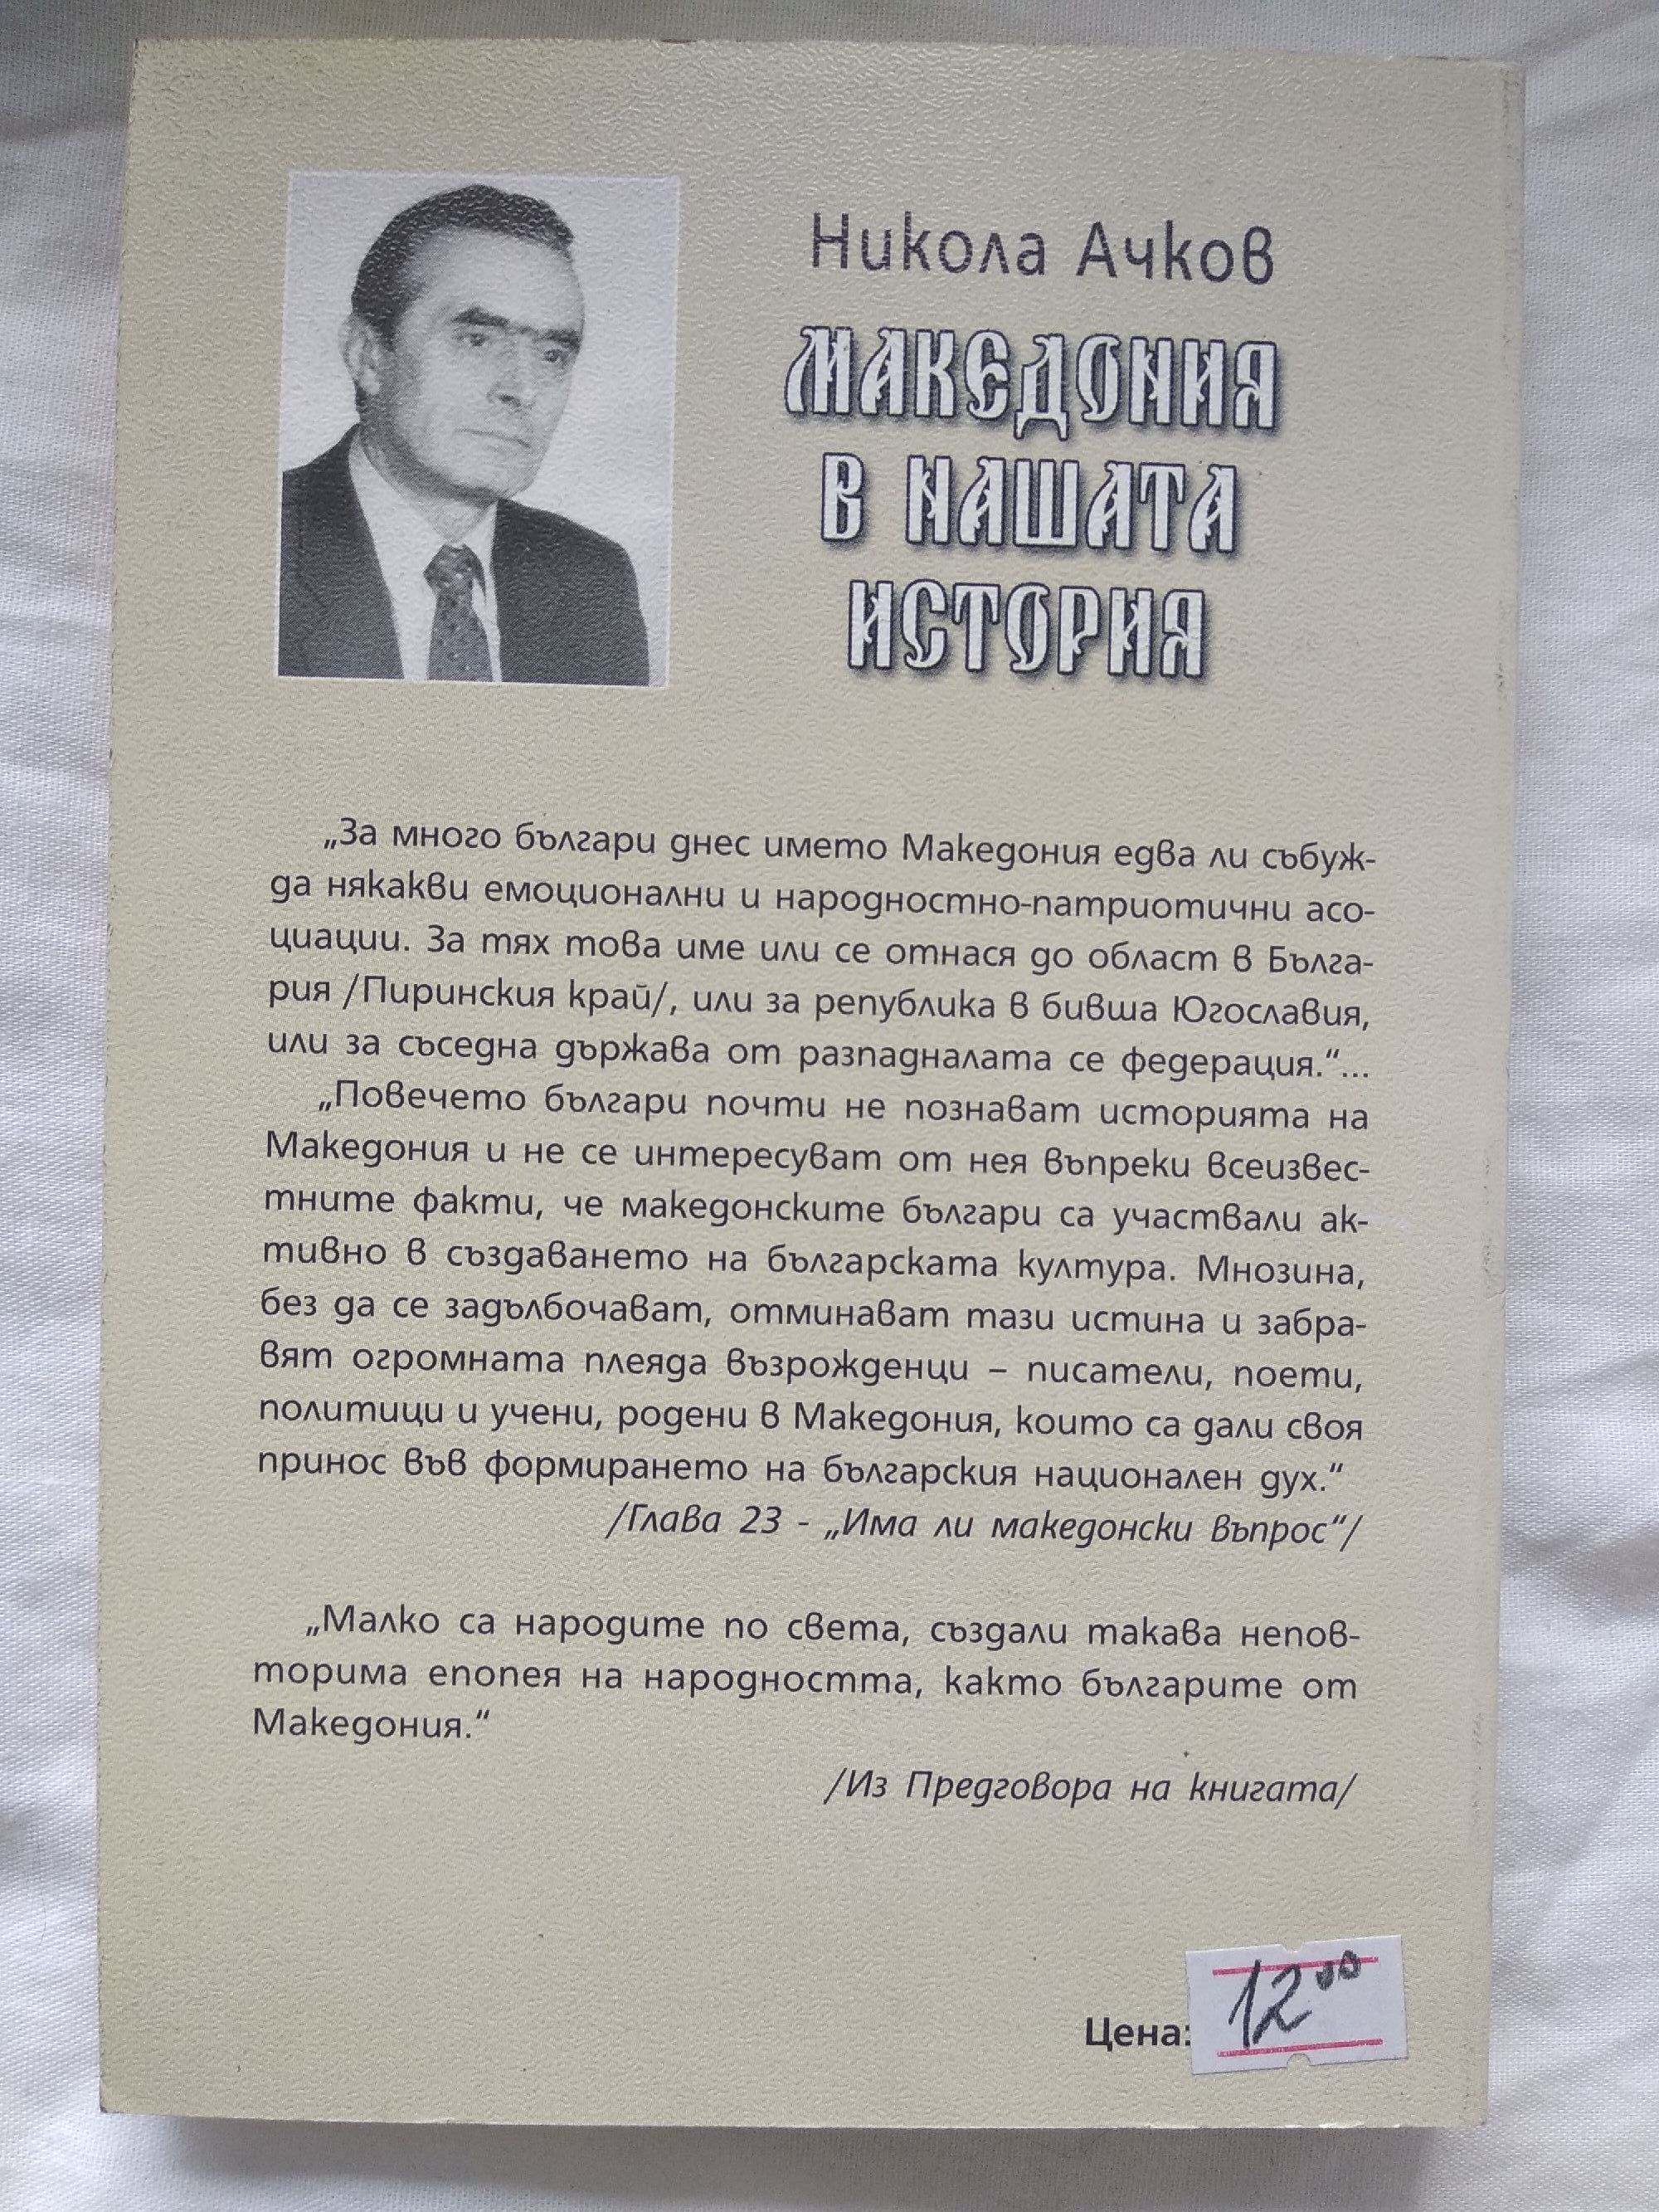 Никола Ачков
МАКЕДОНИЯ
В НАШАТА
ИСТОРИЯ
„За много българи днес името Македония едва ли събуж-
да някакви емоционални и народностно-патриотични асо-
циации. За тях това име или се отнася до област в Бълга-
рия /Пиринския край/, или за република в бивша Югославия,
или за съседна държава от разпадналата се федерация.“...
„Повечето българи почти не познават историята на
Македония и не се интересуват от нея въпреки всеизвес-
тните факти, че македонските българи са участвали ак-
тивно в създаването на българската култура. Мнозина,
без да се задълбочават, отминават тази истина и забра-
вят огромната плеяда възрожденци – писатели, поети,
политици и учени, родени в Македония, които са дали своя
принос във формирането на българския национален дух.“
/Глава 23 - „Има ли македонски въпрос“/
„Малко са народите по света, създали такава непов-
торима епопея на народността, както българите от
Македония.“
/Из Предговора на книгата/
Цена: 12⁰⁰